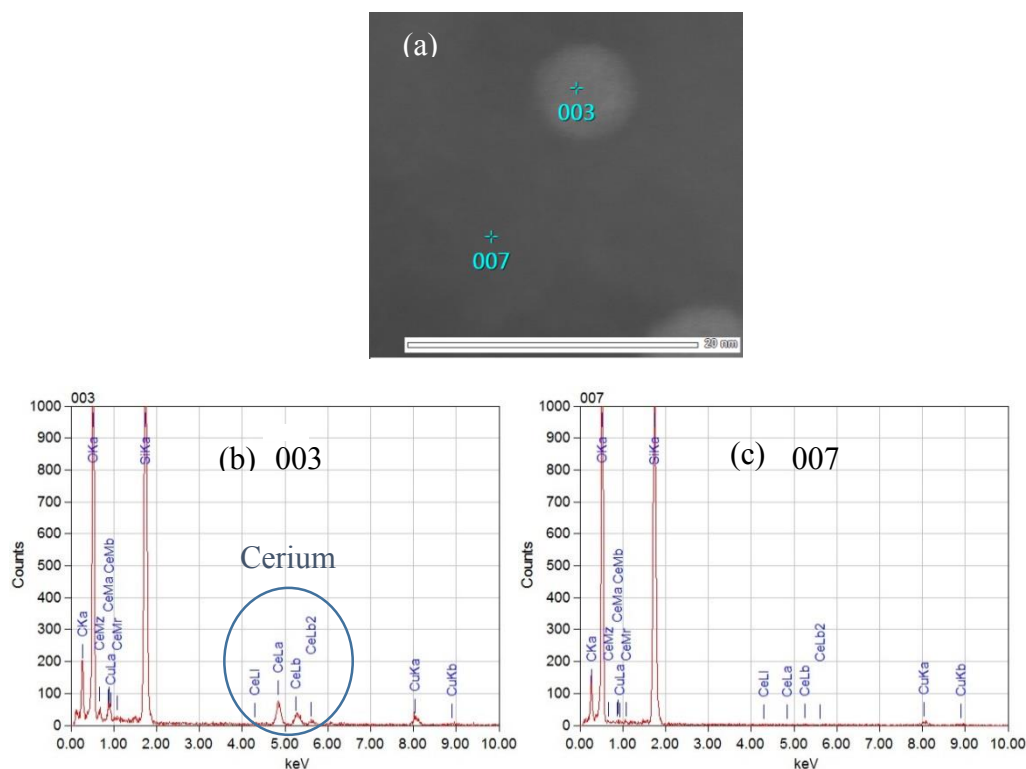 (a)
003
007
20 nm
003
1000
900
800
700
600
500
400
300
200
100
0
Counts
CKa
OKa
CeMz
CuLa CeMa CeMb
CeMr
SiKa
(b) 003
Cerium
CeLl
CeLa
CeLb
CeLb2
CuKa
CuKb
0.00 1.00 2.00 3.00 4.00 5.00 6.00 7.00 8.00 9.00 10.00
keV
007
1000
900
800
700
600
500
400
300
200
100
0
Counts
CKa
OKa
CeMz
CuLa CeMa CeMb
CeMr
SiKa
(c) 007
CeLl
CeLa
CeLb
CeLb2
CuKa
CuKb
0.00 1.00 2.00 3.00 4.00 5.00 6.00 7.00 8.00 9.00 10.00
keV